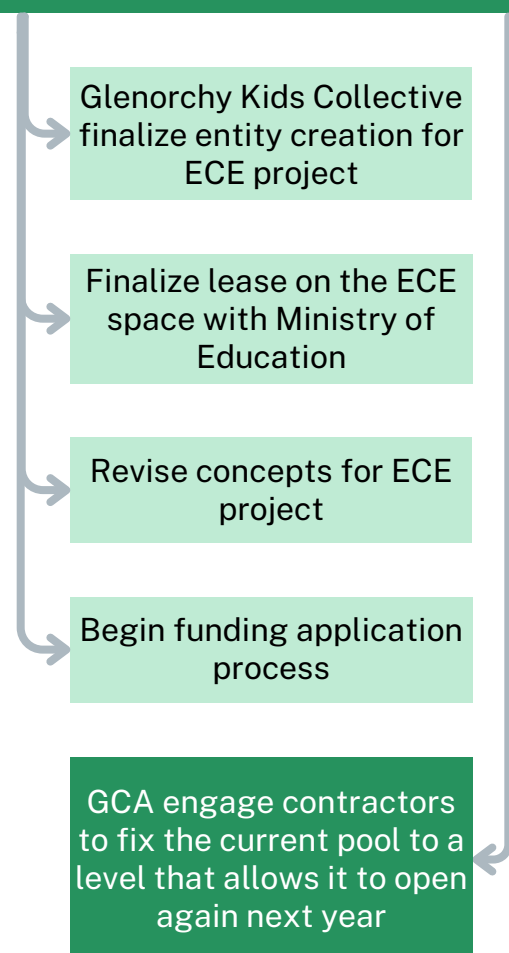 Glenorchy Kids Collective
finalize entity creation for
ECE project
Finalize lease on the ECE
space with Ministry of
Education
Revise concepts for ECE
project
Begin funding application
process
GCA engage contractors
to fix the current pool to a
level that allows it to open
again next year